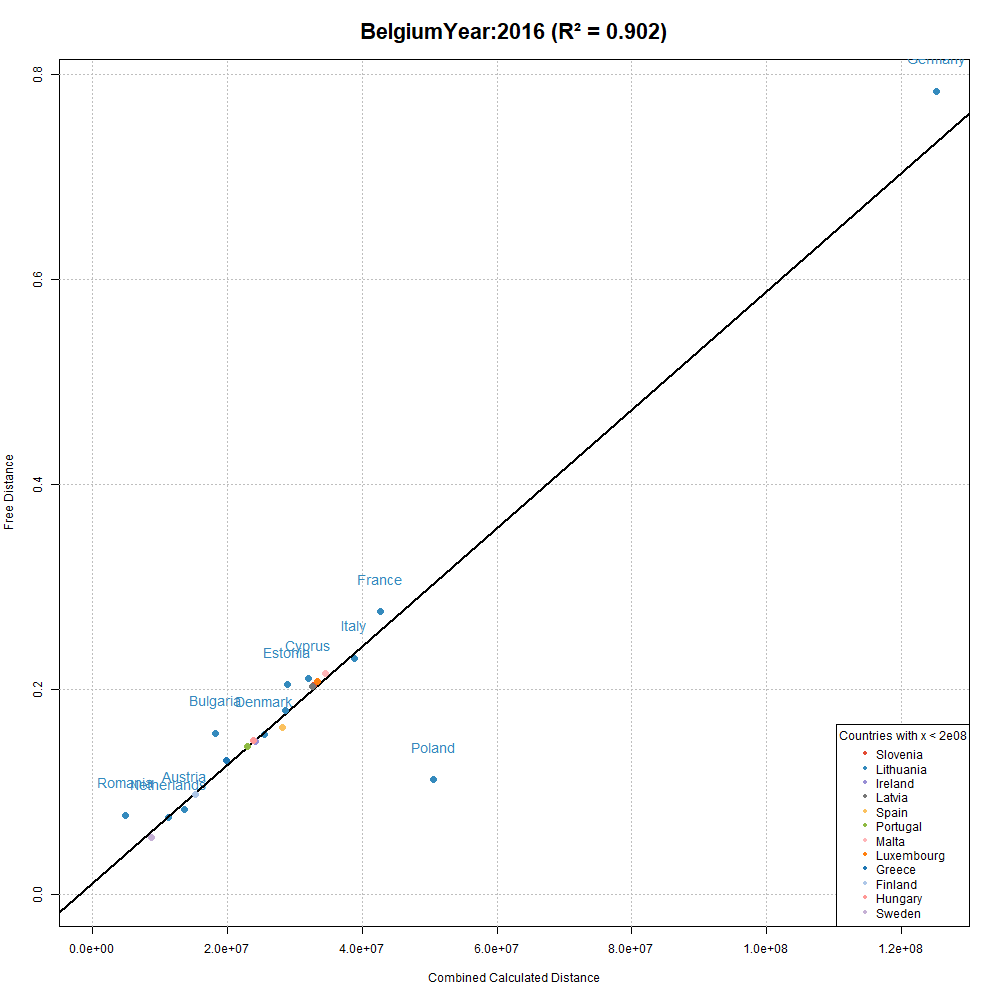 BelgiumYear:2016 (R² = 0.902)
Germany
0.8
0.6
Free Distance
0.4
France
Italy
Cyprus
Estonia
0.2
Bulgaria
Denmark
Poland
Austria
Romania
Netherlands
0.0
Countries with x < 2e08
Slovenia
Lithuania
Ireland
Latvia
Spain
Portugal
Malta
Luxembourg
Greece
Finland
Hungary
Sweden
0.0e+00 2.0e+07 4.0e+07 6.0e+07 8.0e+07 1.0e+08 1.2e+08
Combined Calculated Distance